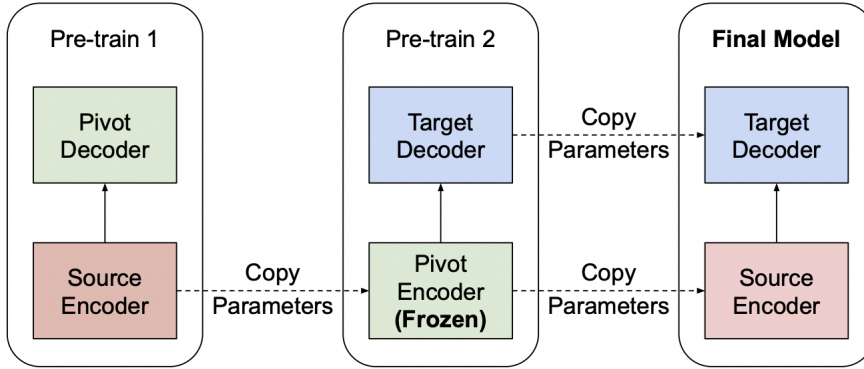 Pre-train 1
Pivot
Decoder
Source
Encoder
Copy
Parameters
Pre-train 2
Target
Decoder
Pivot
Encoder
(Frozen)
Copy
Parameters
Copy
Parameters
Final Model
Target
Decoder
Source
Encoder